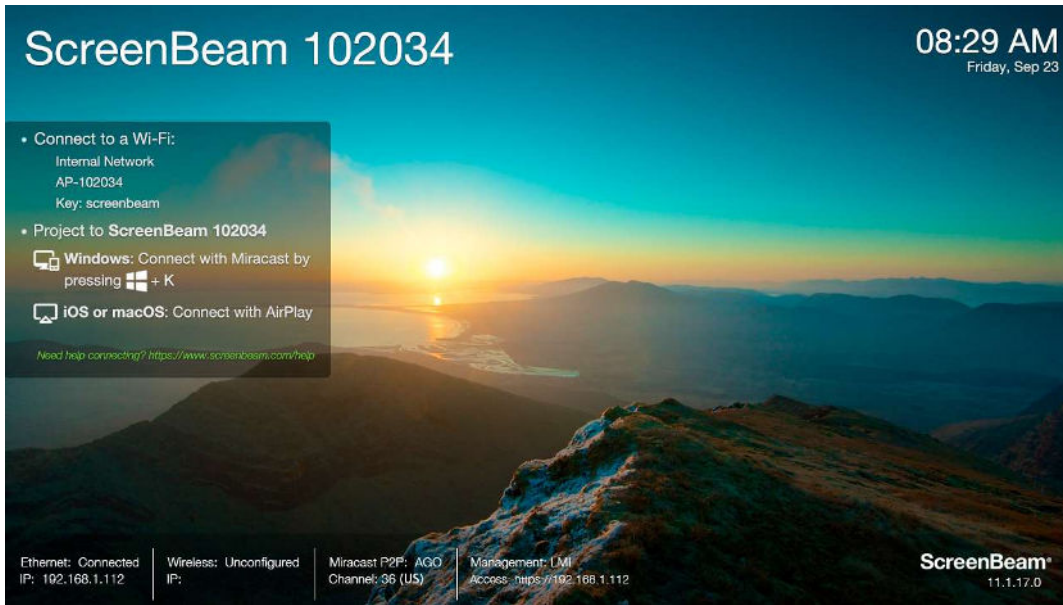 ScreenBeam 102034
08:29 AM
Friday, Sep 23
• Connect to a Wi-Fi:
Internal Network
AP-102034
Key: screenbeam
• Project to ScreenBeam 102034
Windows: Connect with Miracast by
pressing + K
iOS or macOS: Connect with AirPlay
Need help connecting? https://www.screenbeam.com/help
Ethernet: Connected
IP: 192.168.1.112
Wireless: Unconfigured
IP:
Miracast P2P: AGO
Channel: 36 (US)
Management: LMI
Access: https://192.168.1.112
ScreenBeam®
11.1.17.0